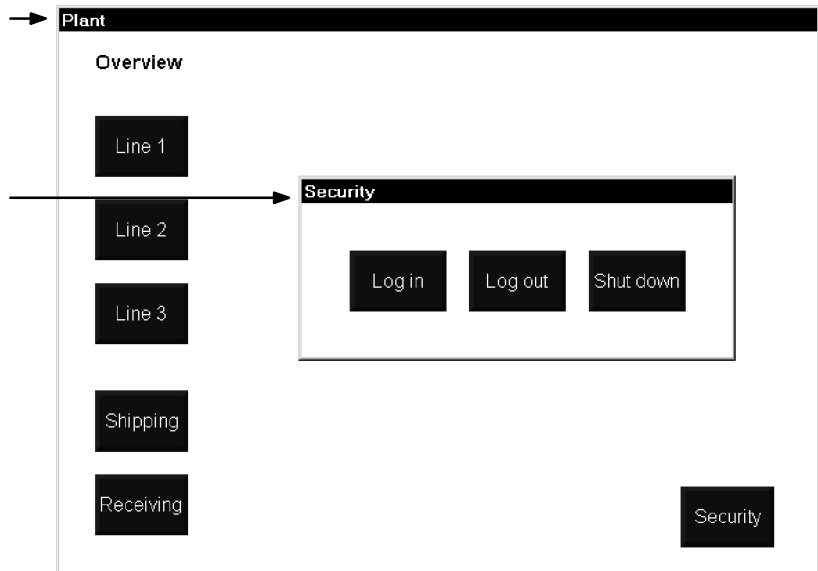 Plant
Overview
Line 1
Security
Line 2
Log in
Log out
Shut down
Line 3
Shipping
Receiving
Security